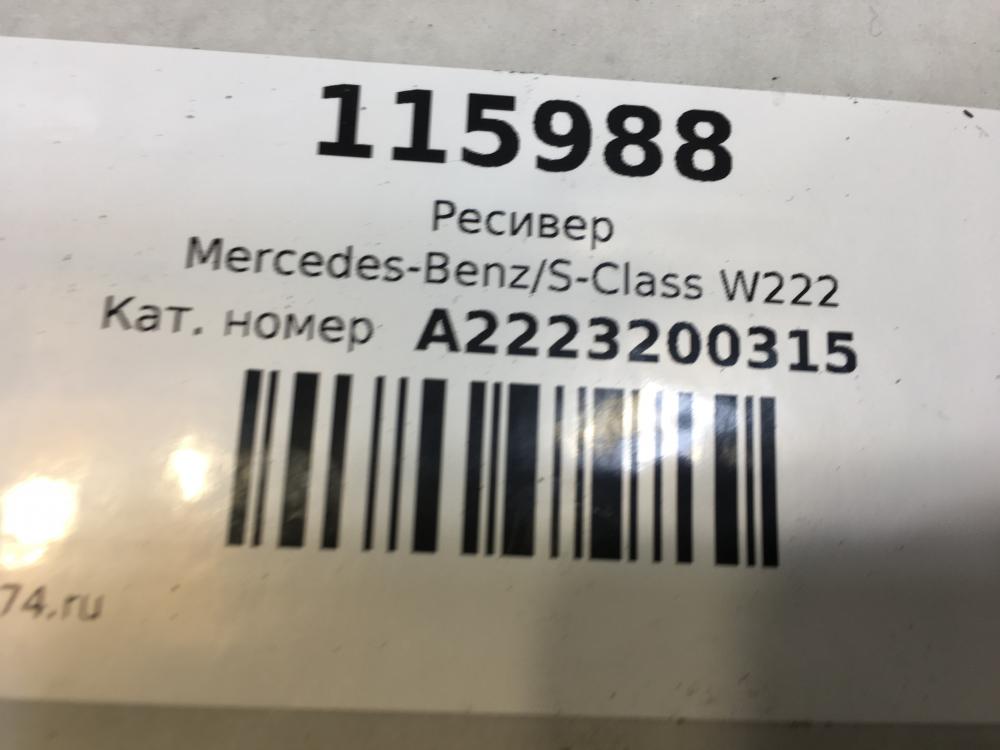 115988
Ресивер
Mercedes-Benz/S-Class W222
Кат. номер A2223200315
74.ru